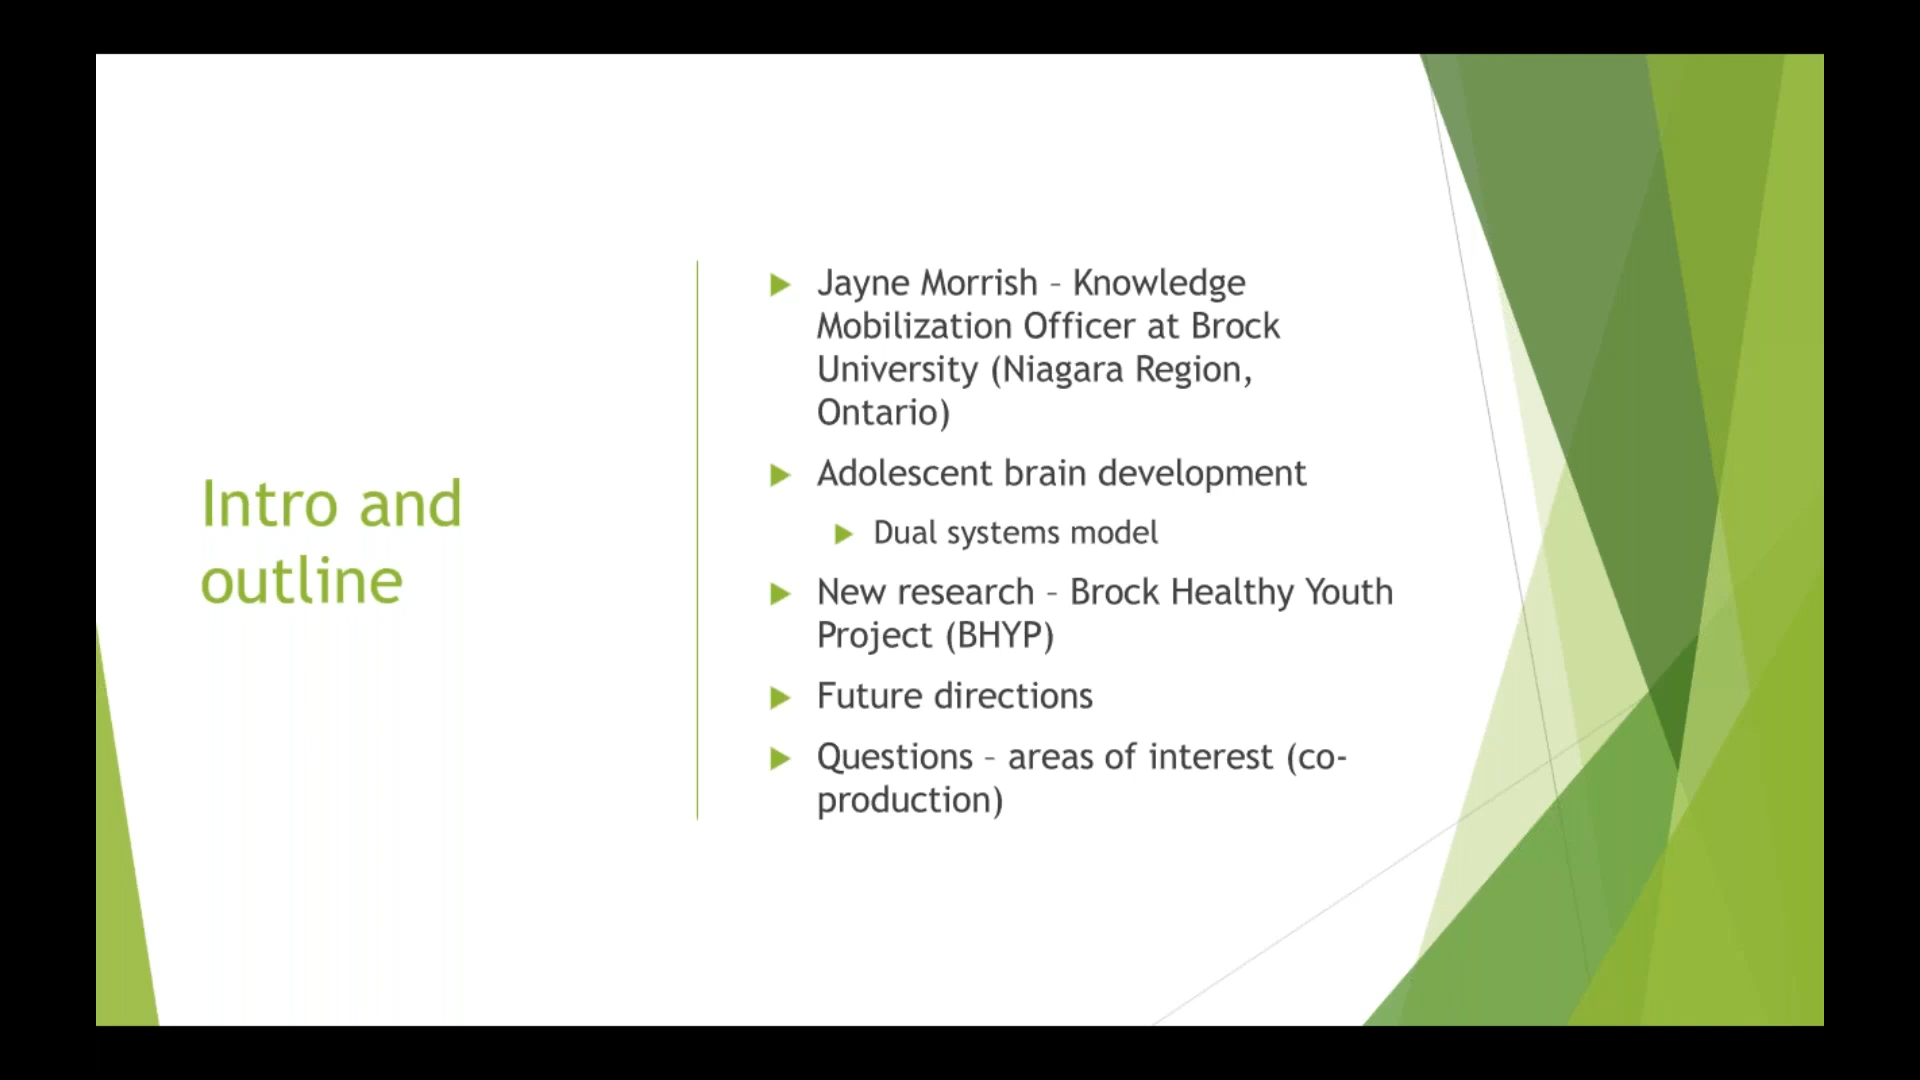 Intro and
outline
Jayne Morrish – Knowledge
Mobilization Officer at Brock
University (Niagara Region,
Ontario)
Adolescent brain development
Dual systems model
New research – Brock Healthy Youth
Project (BHYP)
Future directions
Questions – areas of interest (co-
production)